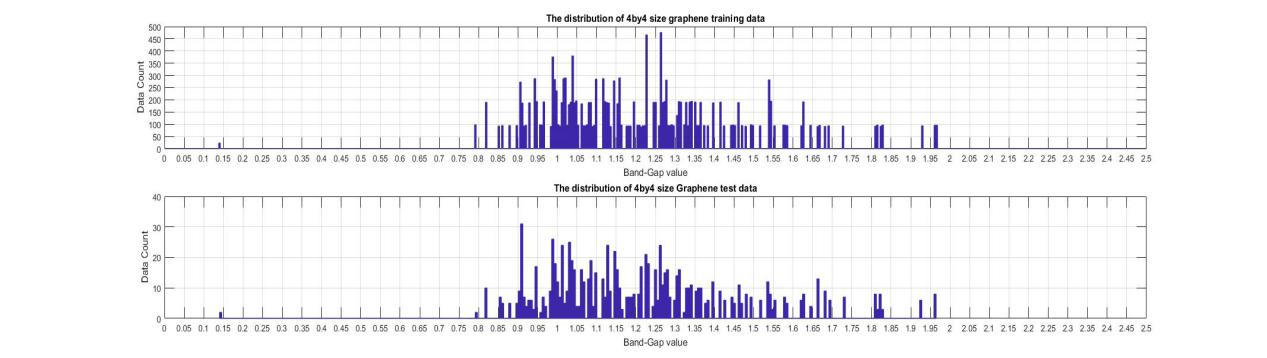 The distribution of 4by4 size graphene training data
500
450
400
350
300
250
200
150
100
50
0
Data Count
0 0.05 0.1 0.15 0.2 0.25 0.3 0.35 0.4 0.45 0.5 0.55 0.6 0.65 0.7 0.75 0.8 0.85 0.9 0.95 1 1.05 1.1 1.15 1.2 1.25 1.3 1.35 1.4 1.45 1.5 1.55 1.6 1.65 1.7 1.75 1.8 1.85 1.9 1.95 2 2.05 2.1 2.15 2.2 2.25 2.3 2.35 2.4 2.45 2.5
Band-Gap value
The distribution of 4by4 size Graphene test data
40
30
20
10
0
Data Count
0 0.05 0.1 0.15 0.2 0.25 0.3 0.35 0.4 0.45 0.5 0.55 0.6 0.65 0.7 0.75 0.8 0.85 0.9 0.95 1 1.05 1.1 1.15 1.2 1.25 1.3 1.35 1.4 1.45 1.5 1.55 1.6 1.65 1.7 1.75 1.8 1.85 1.9 1.95 2 2.05 2.1 2.15 2.2 2.25 2.3 2.35 2.4 2.45 2.5
Band-Gap value